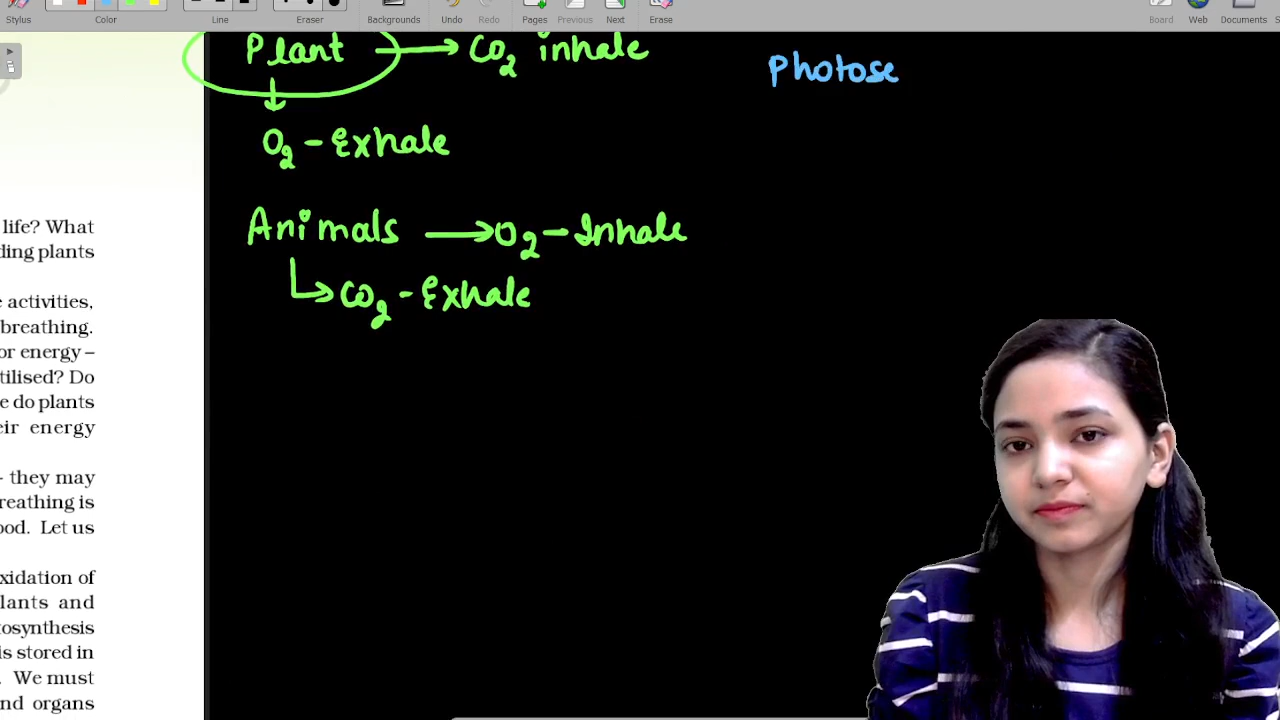 Stylus Color Line Eraser Backgrounds Undo Redo Pages Previous Next Erase Board Web Documents
Plant → CO2 inhale
Photose
O2 - Exhale
Animals → O2 - Inhale
CO2 - Exhale
life? What
ding plants
activities,
breathing.
or energy –
tilised? Do
e do plants
eir energy
- they may
reathing is
ood. Let us
xidation of
lants and
tosynthesis
is stored in
. We must
nd organs